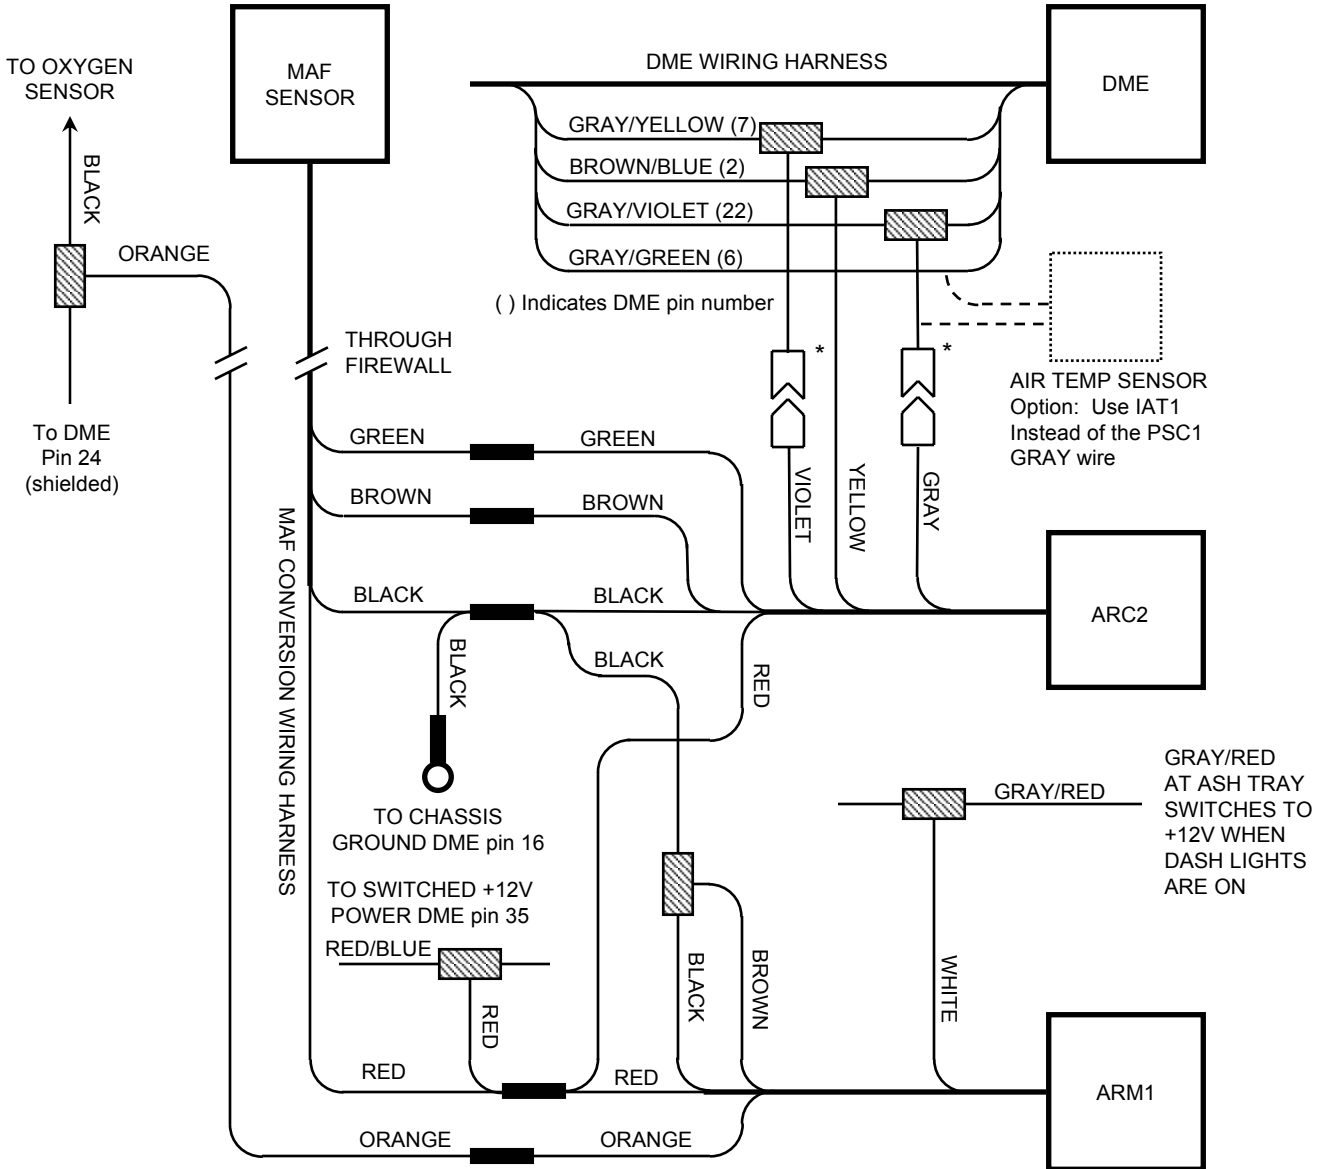 TO OXYGEN
SENSOR
BLACK
ORANGE
To DME
Pin 24
(shielded)
MAF
SENSOR
THROUGH
FIREWALL
DME WIRING HARNESS
DME
GRAY/YELLOW (7)
BROWN/BLUE (2)
GRAY/VIOLET (22)
GRAY/GREEN (6)
( ) Indicates DME pin number
*
*
AIR TEMP SENSOR
Option: Use IAT1
Instead of the PSC1
GRAY wire
GREEN
GREEN
BROWN
BROWN
VIOLET
YELLOW
GRAY
MAF CONVERSION WIRING HARNESS
BLACK
BLACK
ARC2
BLACK
BLACK
RED
TO CHASSIS
GROUND DME pin 16
GRAY/RED
GRAY/RED
AT ASH TRAY
SWITCHES TO
+12V WHEN
DASH LIGHTS
ARE ON
TO SWITCHED +12V
POWER DME pin 35
RED/BLUE
RED
BLACK
BROWN
WHITE
RED
RED
ARM1
ORANGE
ORANGE